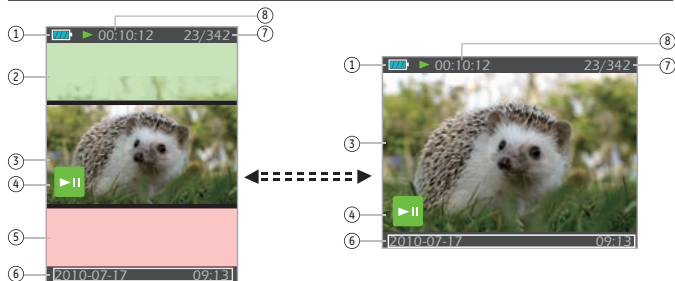 ⑧
① 00:10:12 23/342 ⑦
②
③
④
⑤
⑥ 2010-07-17 09:13
⑧
① 00:10:12 23/342 ⑦
③
④
⑥ 2010-07-17 09:13